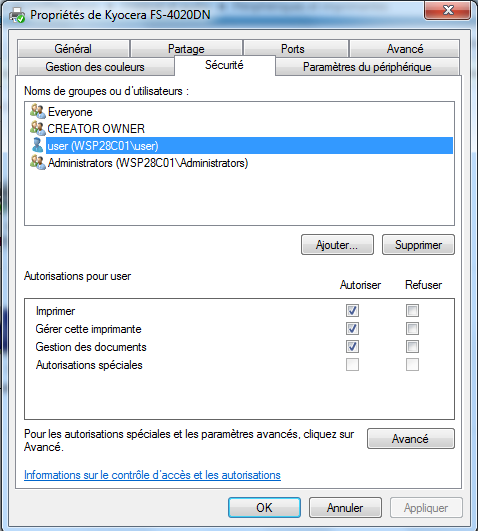 Propriétés de Kyocera FS-4020DN
Général Partage Ports Avancé
Gestion des couleurs Sécurité Paramètres du périphérique
Noms de groupes ou d'utilisateurs :
Everyone
CREATOR OWNER
user (WSP28C01\user)
Administrators (WSP28C01\Administrators)
Ajouter... Supprimer
Autorisations pour user Autoriser Refuser
Imprimer
Gérer cette imprimante
Gestion des documents
Autorisations spéciales
Pour les autorisations spéciales et les paramètres avancés, cliquez sur
Avancé.
Avancé
Informations sur le contrôle d'accès et les autorisations
OK Annuler Appliquer